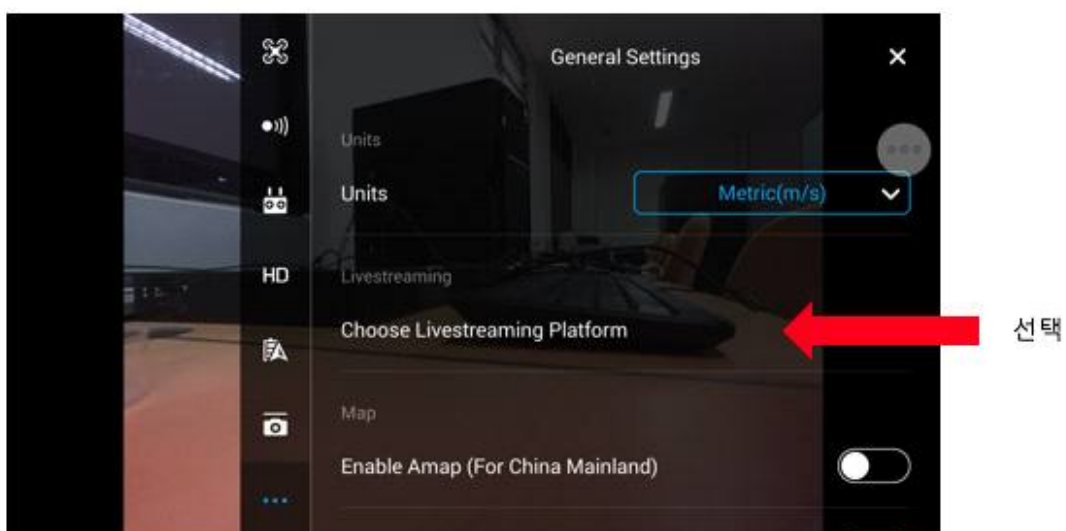 General Settings
Units
Units
Metric(m/s)
HD
Livestreaming
Choose Livestreaming Platform
선택
Map
Enable Amap (For China Mainland)